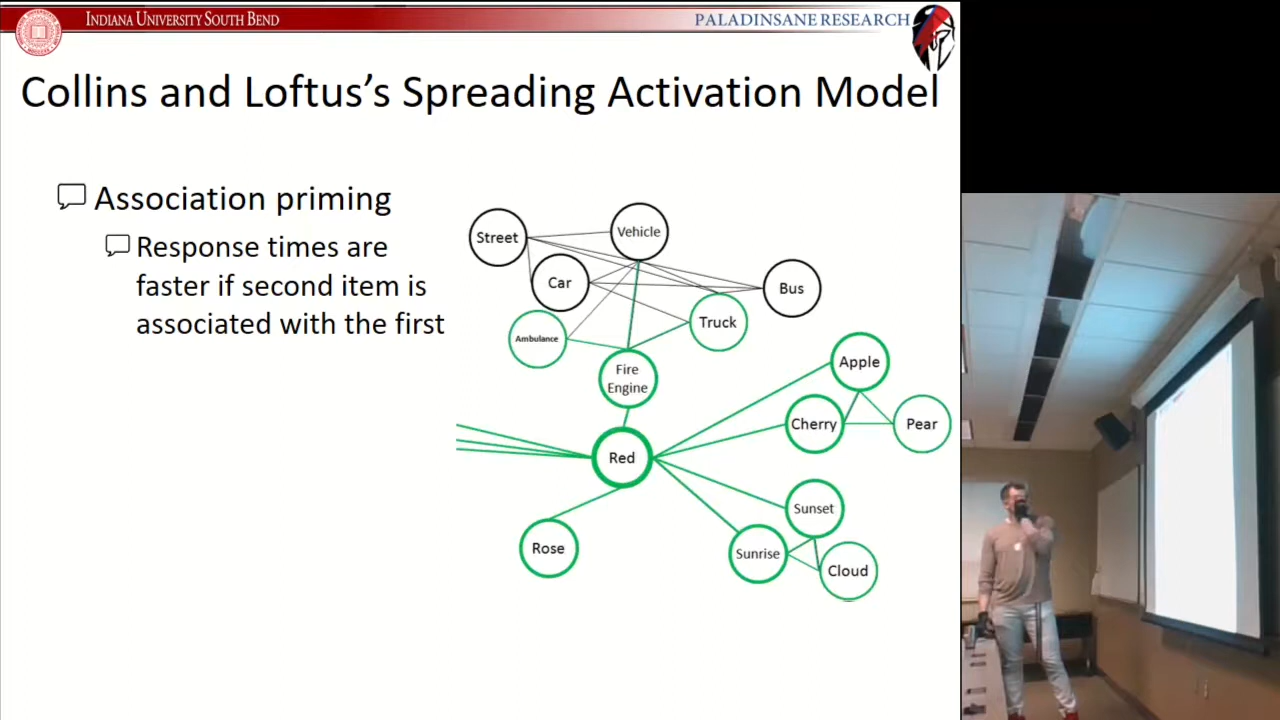 INDIANA UNIVERSITY SOUTH BEND
PALADINSANE RESEARCH
Collins and Loftus's Spreading Activation Model
Association priming
Response times are
faster if second item is
associated with the first
Street
Vehicle
Car
Bus
Ambulance
Truck
Fire
Engine
Apple
Cherry
Pear
Red
Sunset
Rose
Sunrise
Cloud